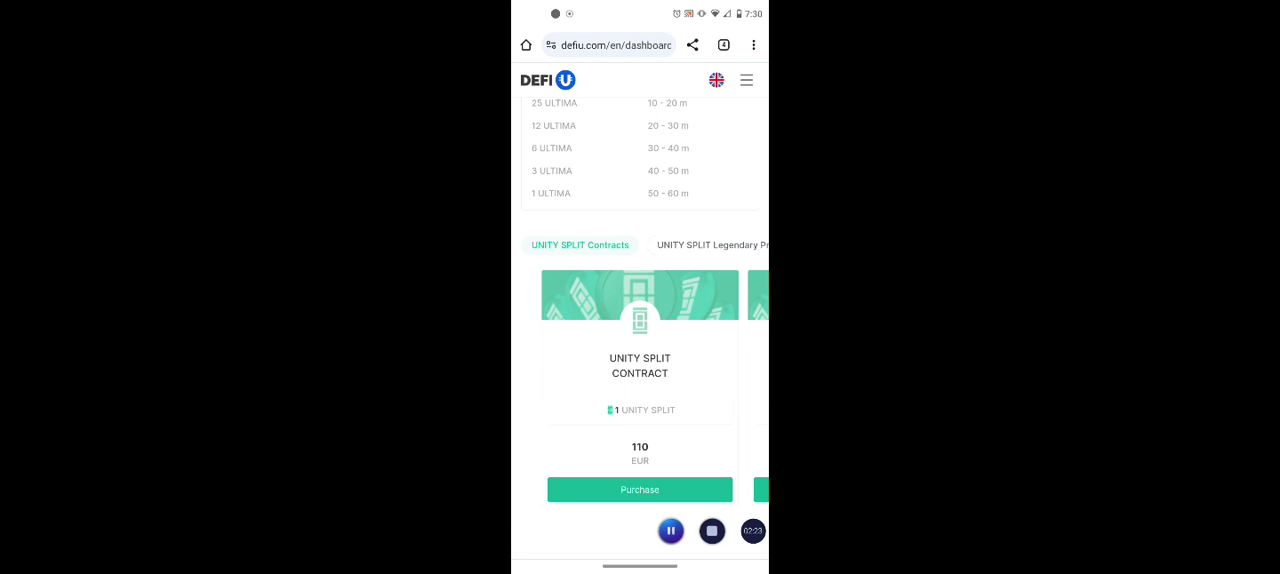 7:30
4
defiu.com/en/dashboard
DEFI U
25 ULTIMA 10 - 20 m
12 ULTIMA 20 - 30 m
6 ULTIMA 30 - 40 m
3 ULTIMA 40 - 50 m
1 ULTIMA 50 - 60 m
UNITY SPLIT Contracts UNITY SPLIT Legendary Pr
UNITY SPLIT
CONTRACT
1 UNITY SPLIT
110
EUR
Purchase
02:23